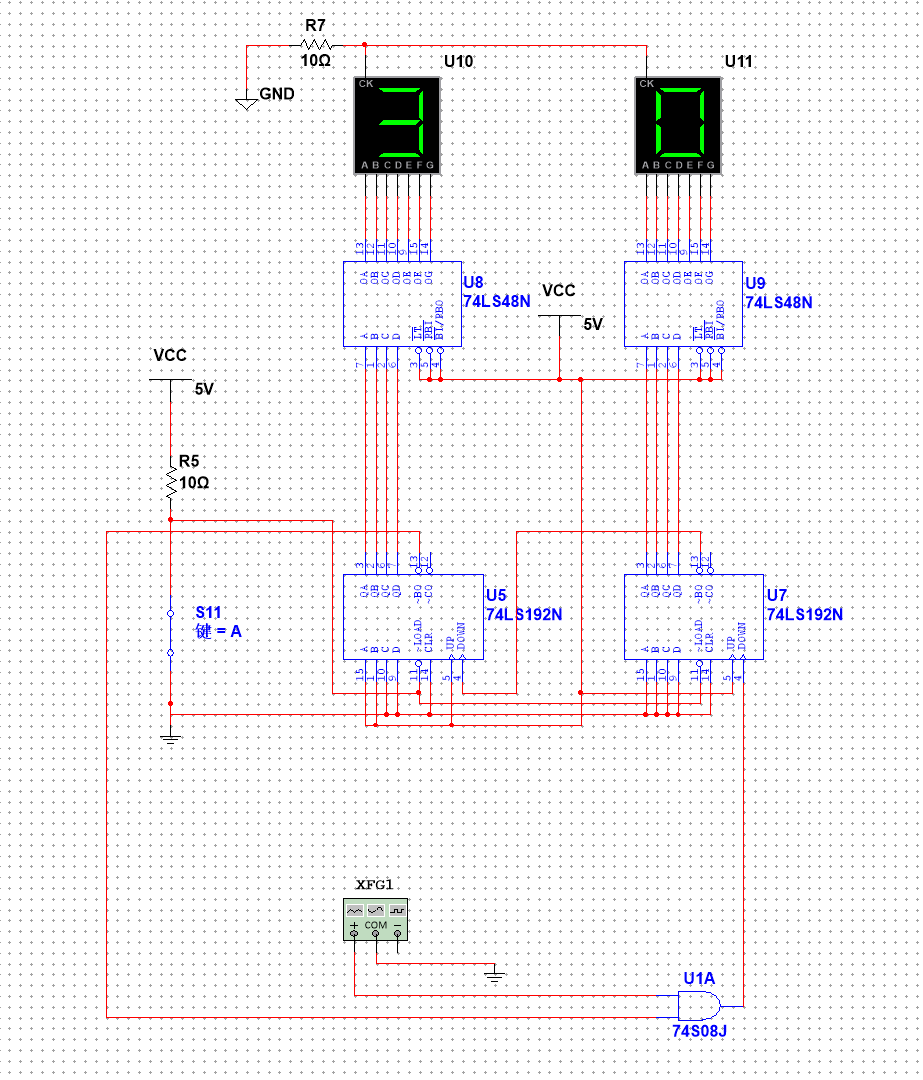 R7
10Ω
GND
U10
U11
CK
CK
3
0
A B C D E F G
A B C D E F G
13 12 11 10 9 15 14
13 12 11 10 9 15 14
OA OB OC OD OE OF OG
OA OB OC OD OE OF OG
U8
74LS48N
U9
74LS48N
VCC
5V
A B C D LT RBI BI/RBO
A B C D LT RBI BI/RBO
7 1 2 6 3 5 4
7 1 2 6 3 5 4
VCC
5V
R5
10Ω
3 2 6 7 13 12
3 2 6 7 13 12
QA QB QC QD ~BO ~CO
QA QB QC QD ~BO ~CO
U5
74LS192N
U7
74LS192N
S11
键 = A
A B C D ~LOAD CLR UP DOWN
A B C D ~LOAD CLR UP DOWN
15 1 10 9 11 14 5 4
15 1 10 9 11 14 5 4
XFG1
+ COM −
U1A
74S08J